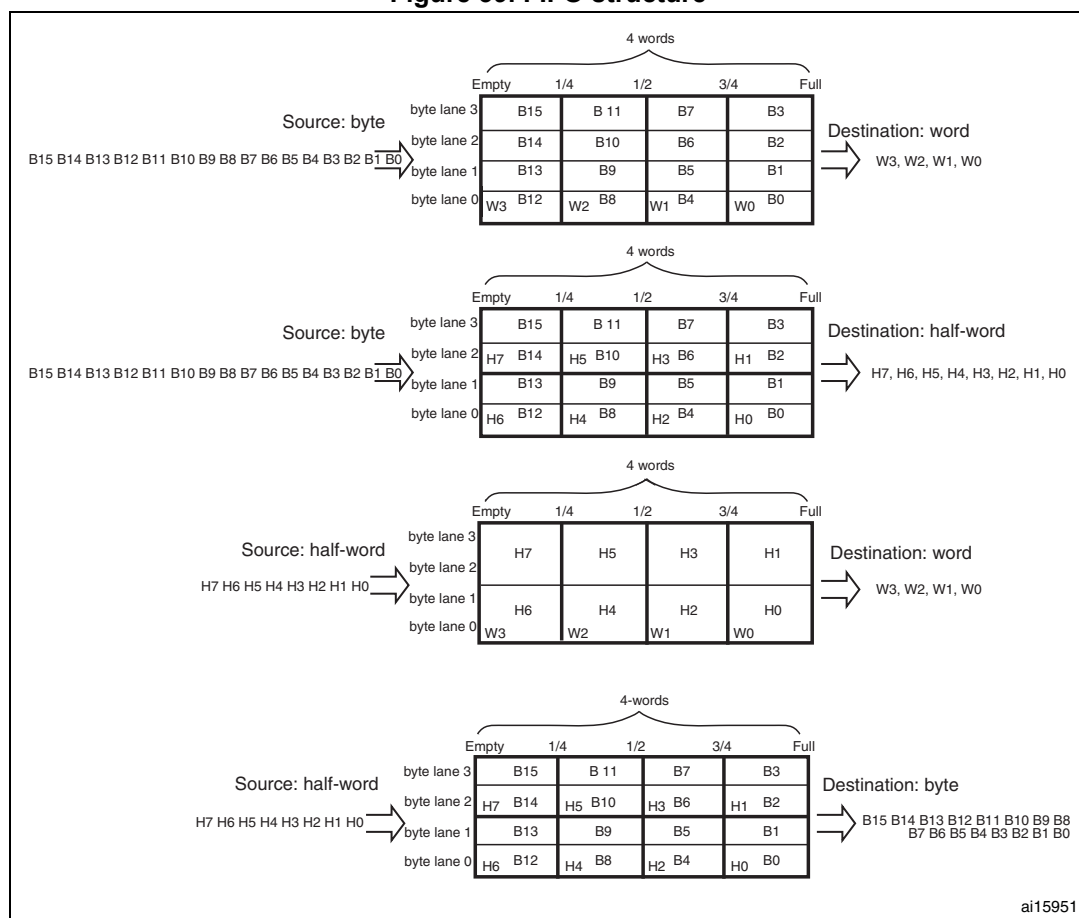 4 words
Empty 1/4 1/2 3/4 Full
Source: byte
B15 B14 B13 B12 B11 B10 B9 B8 B7 B6 B5 B4 B3 B2 B1 B0
byte lane 3 B15 B 11 B7 B3
byte lane 2 B14 B10 B6 B2
byte lane 1 B13 B9 B5 B1
byte lane 0 W3 B12 W2 B8 W1 B4 W0 B0
Destination: word
W3, W2, W1, W0
4 words
Empty 1/4 1/2 3/4 Full
Source: byte
B15 B14 B13 B12 B11 B10 B9 B8 B7 B6 B5 B4 B3 B2 B1 B0
byte lane 3 B15 B 11 B7 B3
byte lane 2 H7 B14 H5 B10 H3 B6 H1 B2
byte lane 1 B13 B9 B5 B1
byte lane 0 H6 B12 H4 B8 H2 B4 H0 B0
Destination: half-word
H7, H6, H5, H4, H3, H2, H1, H0
4 words
Empty 1/4 1/2 3/4 Full
Source: half-word
H7 H6 H5 H4 H3 H2 H1 H0
byte lane 3
H7 H5 H3 H1
byte lane 2
byte lane 1
H6 H4 H2 H0
byte lane 0 W3 W2 W1 W0
Destination: word
W3, W2, W1, W0
4-words
Empty 1/4 1/2 3/4 Full
Source: half-word
H7 H6 H5 H4 H3 H2 H1 H0
byte lane 3 B15 B 11 B7 B3
byte lane 2 H7 B14 H5 B10 H3 B6 H1 B2
byte lane 1 B13 B9 B5 B1
byte lane 0 H6 B12 H4 B8 H2 B4 H0 B0
Destination: byte
B15 B14 B13 B12 B11 B10 B9 B8
B7 B6 B5 B4 B3 B2 B1 B0
ai15951